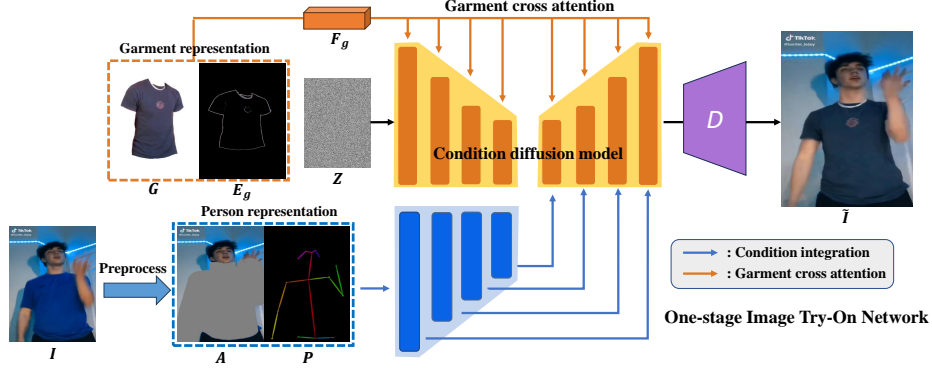 Garment cross attention
F_g
Garment representation
TikTok
G
E_g
Z
Condition diffusion model
D
TikTok
Ĩ
Person representation
Preprocess
TikTok
TikTok
I
A
P
: Condition integration
: Garment cross attention
One-stage Image Try-On Network